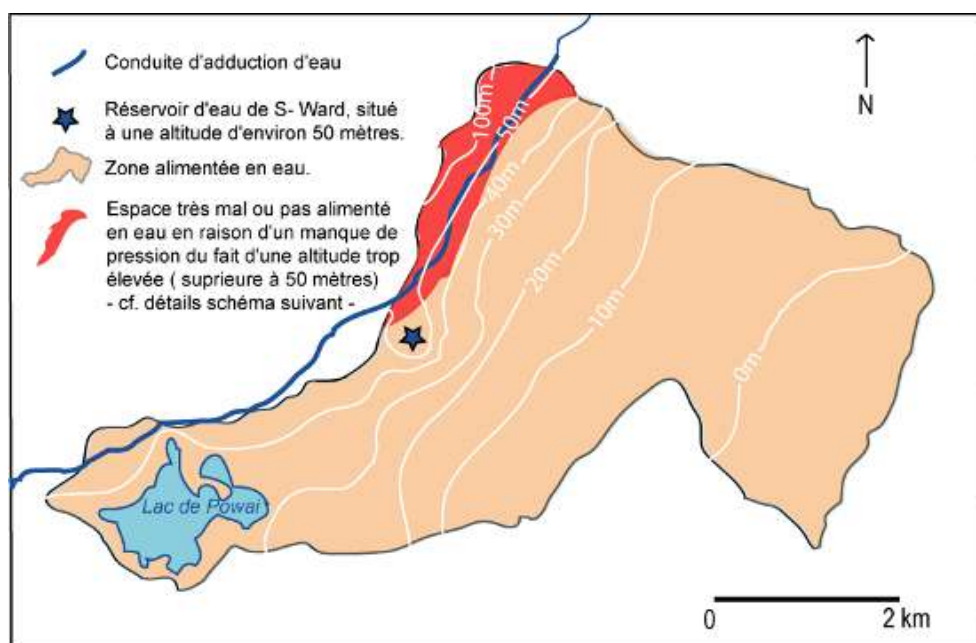 Conduite d'adduction d'eau
Réservoir d'eau de S- Ward, situé
à une altitude d'environ 50 mètres.
Zone alimentée en eau.
Espace très mal ou pas alimenté
en eau en raison d'un manque de
pression du fait d'une altitude trop
élevée ( suprieure à 50 mètres)
- cf. détails schéma suivant -
N
100m
50m
40m
30m
20m
10m
0m
Lac de Powai
0 2 km